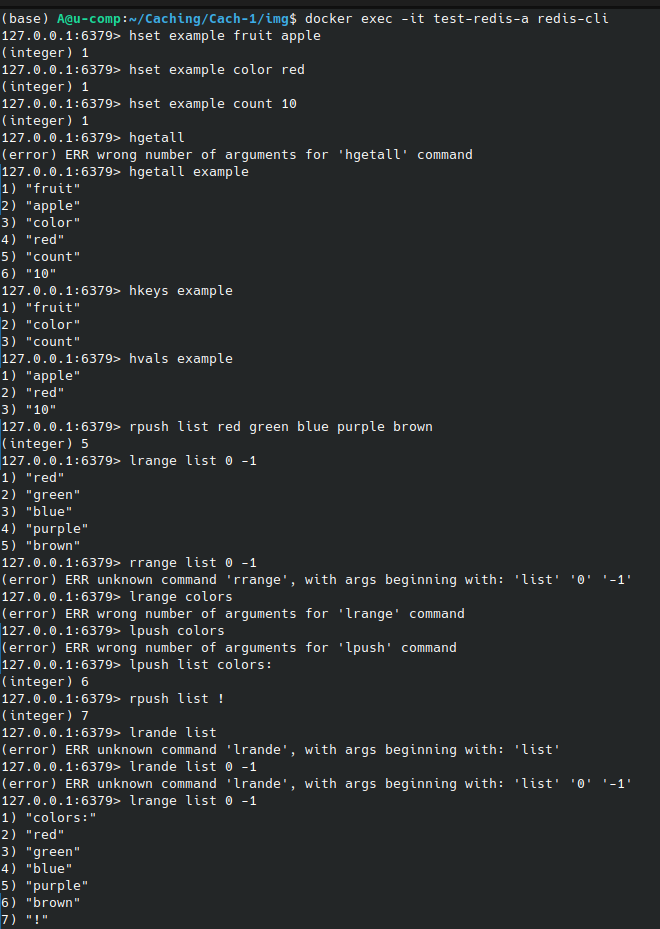 (base) A@u-comp:~/Caching/Cach-1/img$ docker exec -it test-redis-a redis-cli
127.0.0.1:6379> hset example fruit apple
(integer) 1
127.0.0.1:6379> hset example color red
(integer) 1
127.0.0.1:6379> hset example count 10
(integer) 1
127.0.0.1:6379> hgetall
(error) ERR wrong number of arguments for 'hgetall' command
127.0.0.1:6379> hgetall example
1) "fruit"
2) "apple"
3) "color"
4) "red"
5) "count"
6) "10"
127.0.0.1:6379> hkeys example
1) "fruit"
2) "color"
3) "count"
127.0.0.1:6379> hvals example
1) "apple"
2) "red"
3) "10"
127.0.0.1:6379> rpush list red green blue purple brown
(integer) 5
127.0.0.1:6379> lrange list 0 -1
1) "red"
2) "green"
3) "blue"
4) "purple"
5) "brown"
127.0.0.1:6379> rrange list 0 -1
(error) ERR unknown command 'rrange', with args beginning with: 'list' '0' '-1'
127.0.0.1:6379> lrange colors
(error) ERR wrong number of arguments for 'lrange' command
127.0.0.1:6379> lpush colors
(error) ERR wrong number of arguments for 'lpush' command
127.0.0.1:6379> lpush list colors:
(integer) 6
127.0.0.1:6379> rpush list !
(integer) 7
127.0.0.1:6379> lrande list
(error) ERR unknown command 'lrande', with args beginning with: 'list'
127.0.0.1:6379> lrande list 0 -1
(error) ERR unknown command 'lrande', with args beginning with: 'list' '0' '-1'
127.0.0.1:6379> lrange list 0 -1
1) "colors:"
2) "red"
3) "green"
4) "blue"
5) "purple"
6) "brown"
7) "!"